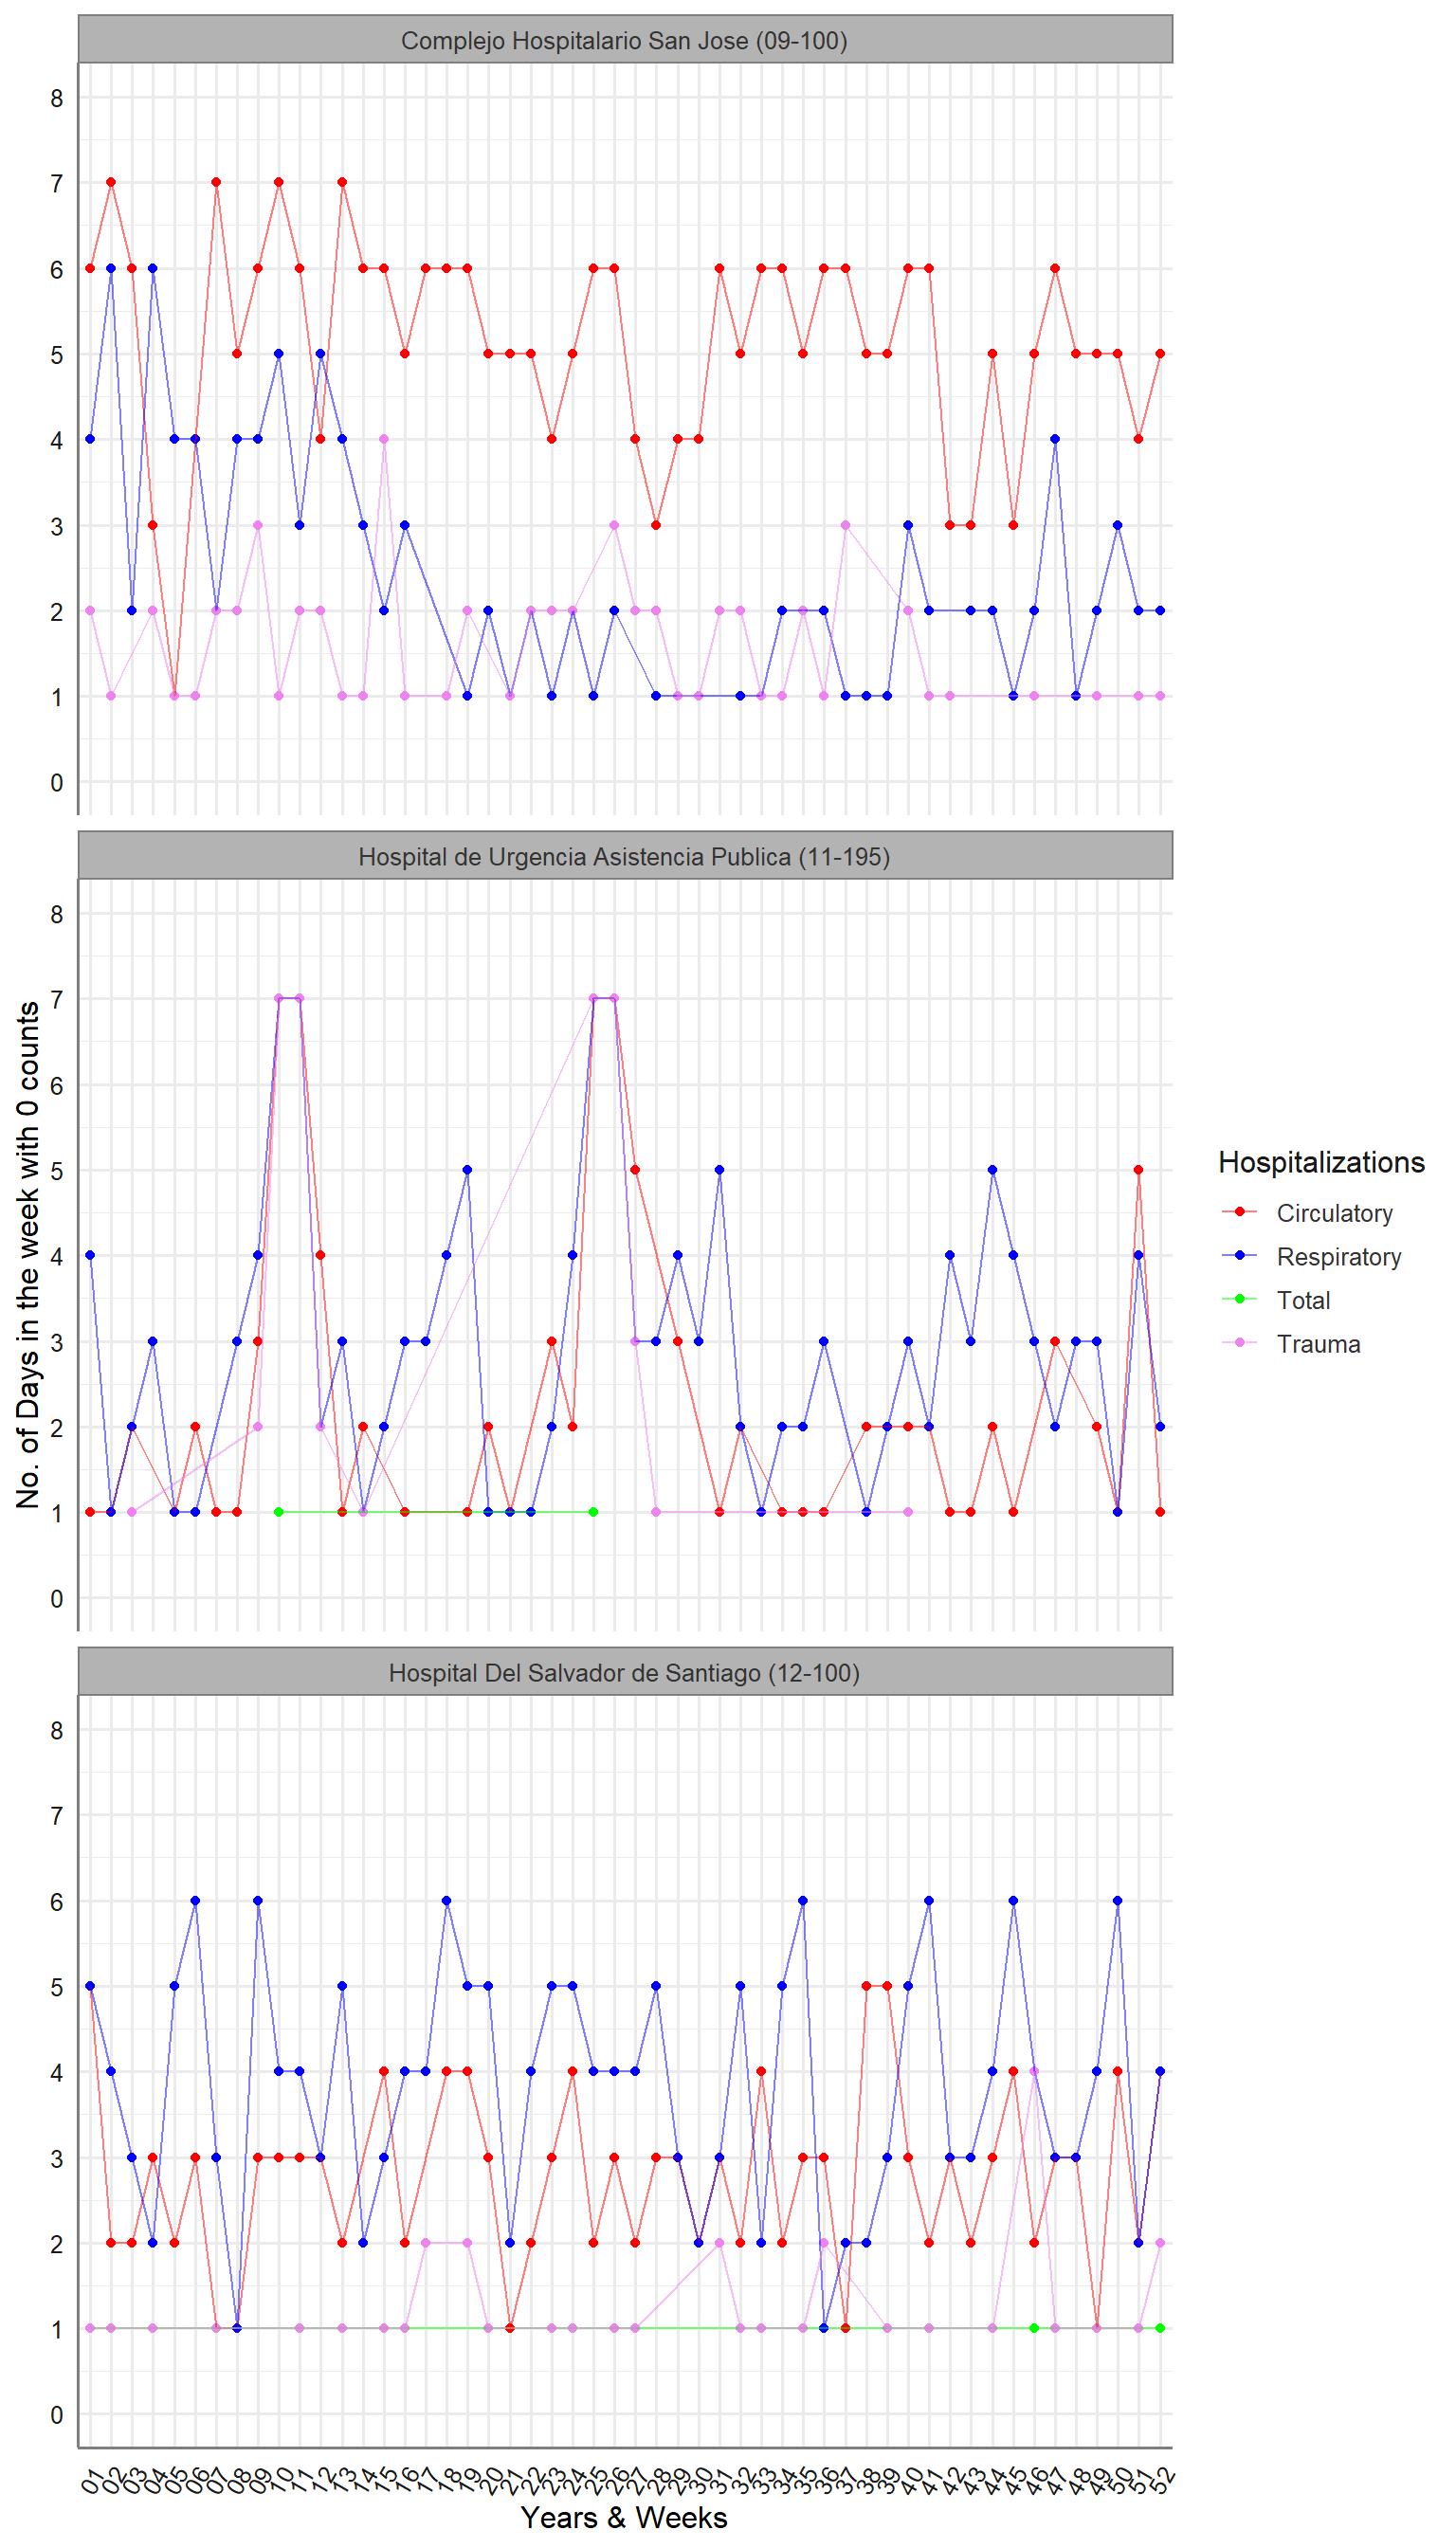 Complejo Hospitalario San Jose (09-100)
8
7
6
5
4
3
2
1
0
Hospital de Urgencia Asistencia Publica (11-195)
8
7
6
5
4
3
2
1
0
Hospital Del Salvador de Santiago (12-100)
8
7
6
5
4
3
2
1
0
No. of Days in the week with 0 counts
01 02 03 04 05 06 07 08 09 10 11 12 13 14 15 16 17 18 19 20 21 22 23 24 25 26 27 28 29 30 31 32 33 34 35 36 37 38 39 40 41 42 43 44 45 46 47 48 49 50 51 52
Years & Weeks
Hospitalizations
Circulatory
Respiratory
Total
Trauma